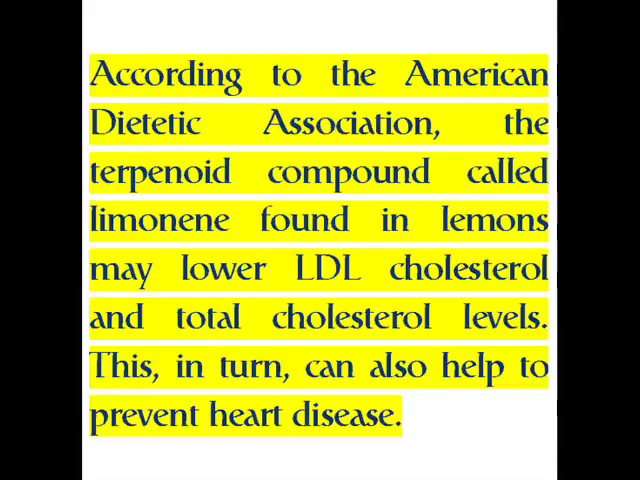 According to the American
Dietetic Association, the
terpenoid compound called
limonene found in lemons
may lower LDL cholesterol
and total cholesterol levels.
This, in turn, can also help to
prevent heart disease.